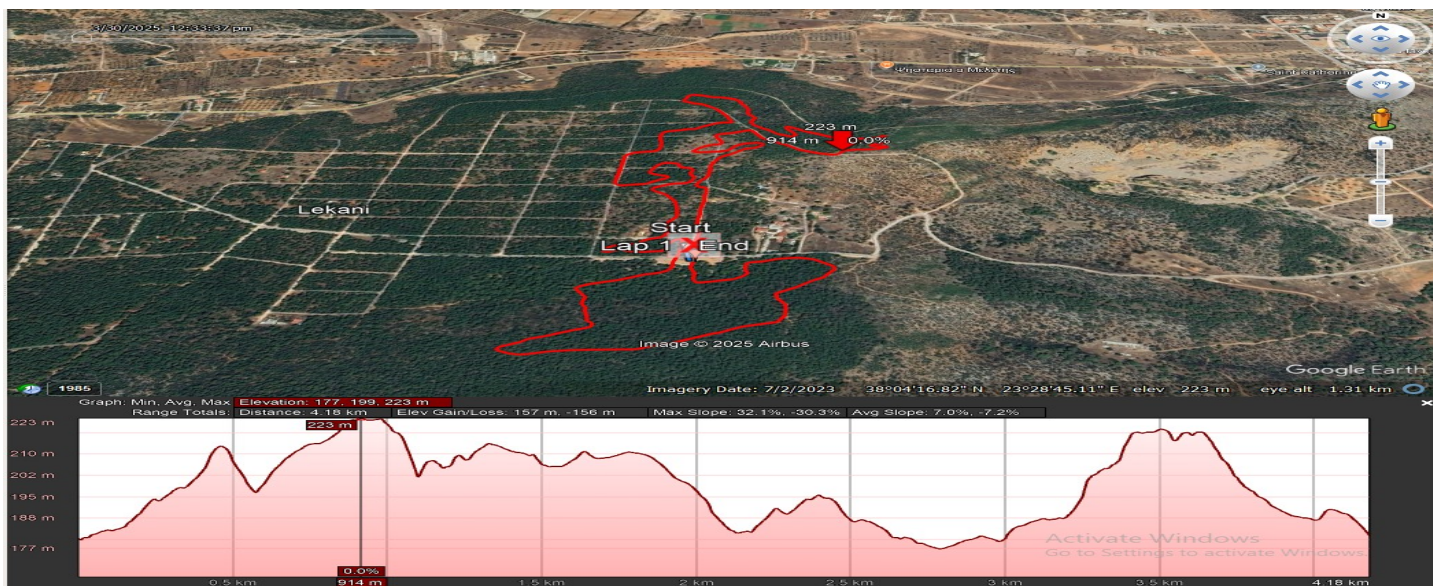 N
3/30/2025 12:33:37 pm
Ψησταριά ο Μελέτης
Saint Catherine
223 m
914 m 0.0%
Lekani
Start
Lap 1 End
Image © 2025 Airbus
Google Earth
1985
Imagery Date: 7/2/2023 38°04'16.82" N 23°28'45.11" E elev 223 m eye alt 1.31 km
Graph: Min, Avg, Max Elevation: 177, 199, 223 m
Range Totals: Distance: 4.18 km Elev Gain/Loss: 157 m, -156 m Max Slope: 32.1%, -30.3% Avg Slope: 7.0%, -7.2%
223 m
223 m
210 m
202 m
195 m
188 m
177 m
Activate Windows
Go to Settings to activate Windows.
0.0%
0.5 km 914 m 1.5 km 2 km 2.5 km 3 km 3.5 km 4.18 km